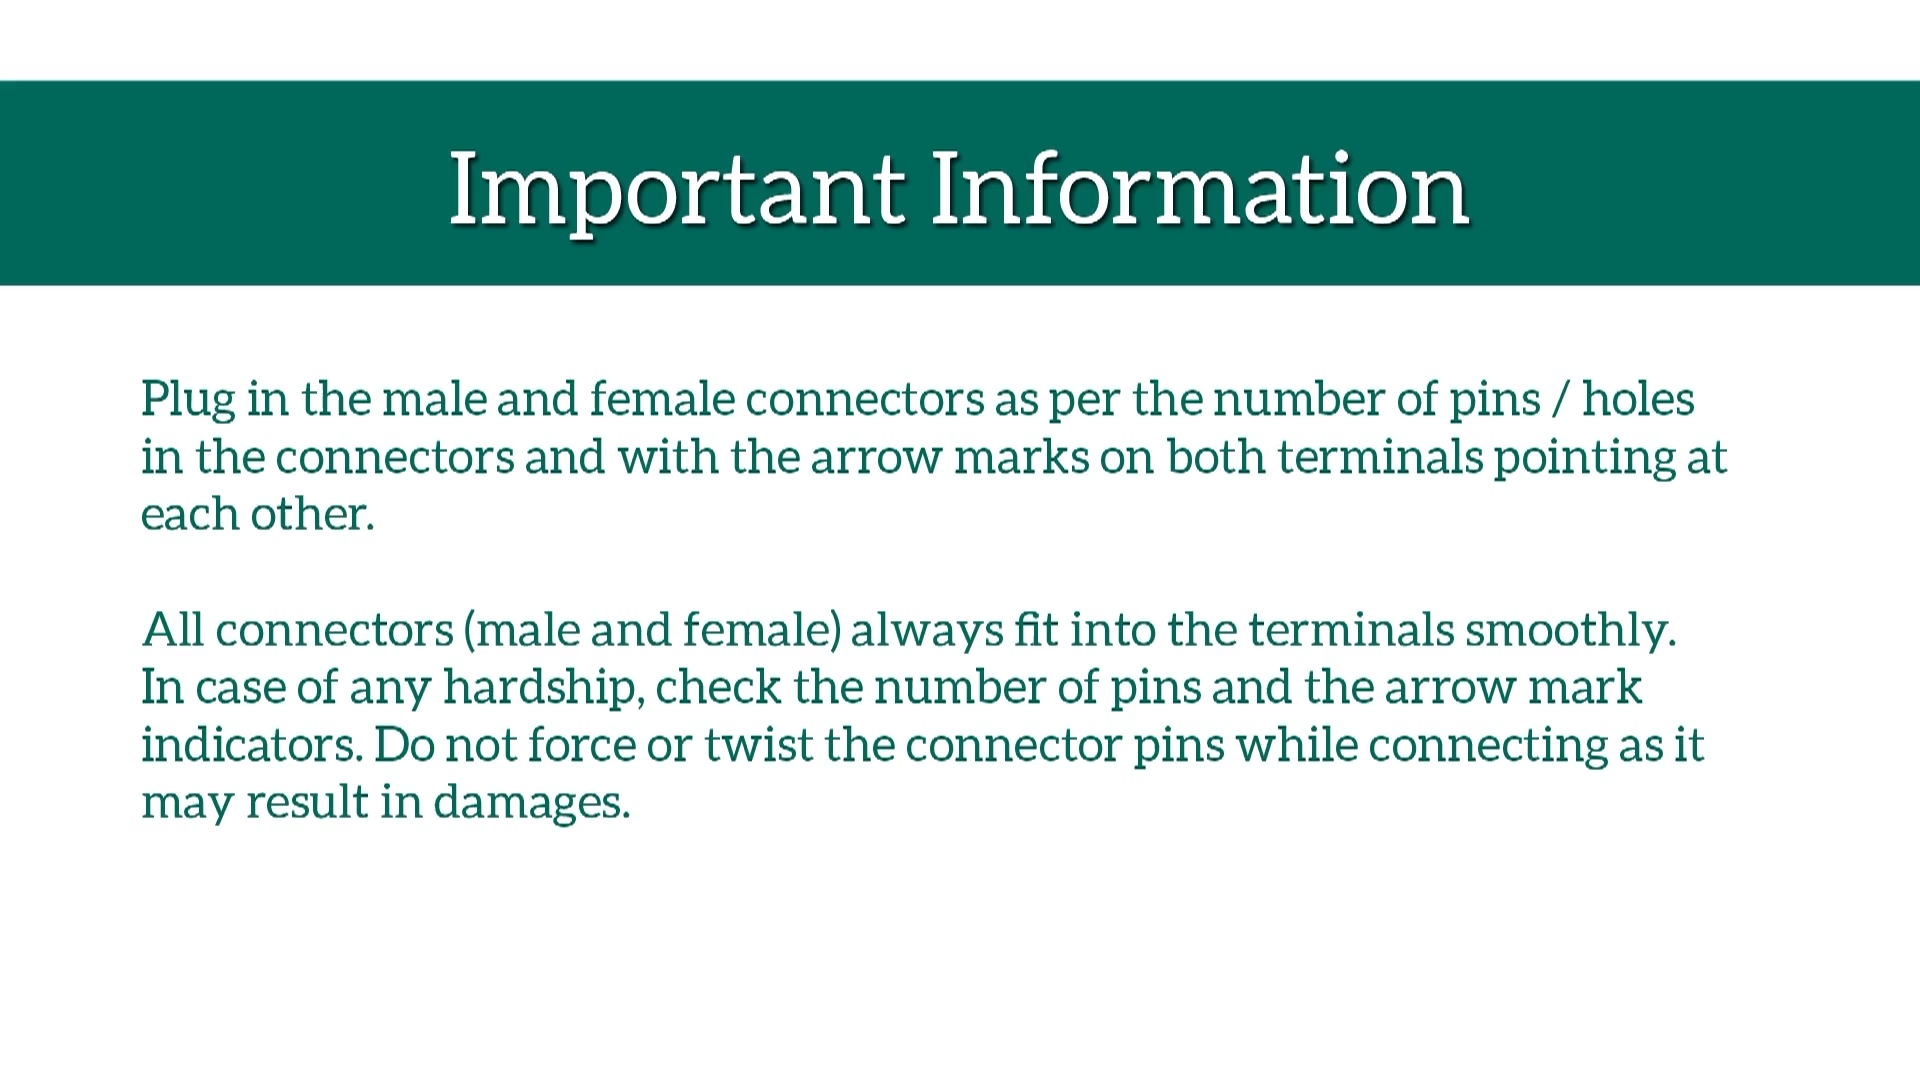 Important Information
Plug in the male and female connectors as per the number of pins / holes
in the connectors and with the arrow marks on both terminals pointing at
each other.
All connectors (male and female) always fit into the terminals smoothly.
In case of any hardship, check the number of pins and the arrow mark
indicators. Do not force or twist the connector pins while connecting as it
may result in damages.